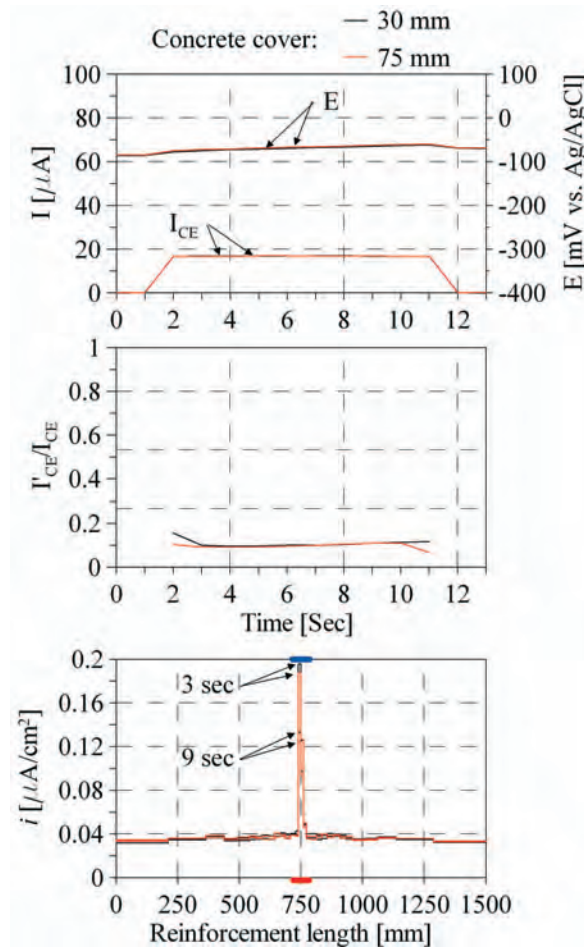 Concrete cover:
30 mm
75 mm
100
80
60
40
20
0
I [μA]
100
0
-100
-200
-300
-400
E [mV vs. Ag/AgCl]
E
I_CE
0 2 4 6 8 10 12
1
0.8
0.6
0.4
0.2
0
I'_CE/I_CE
0 2 4 6 8 10 12
Time [Sec]
0.2
0.16
0.12
0.08
0.04
0
i [μA/cm²]
3 sec
9 sec
0 250 500 750 1000 1250 1500
Reinforcement length [mm]